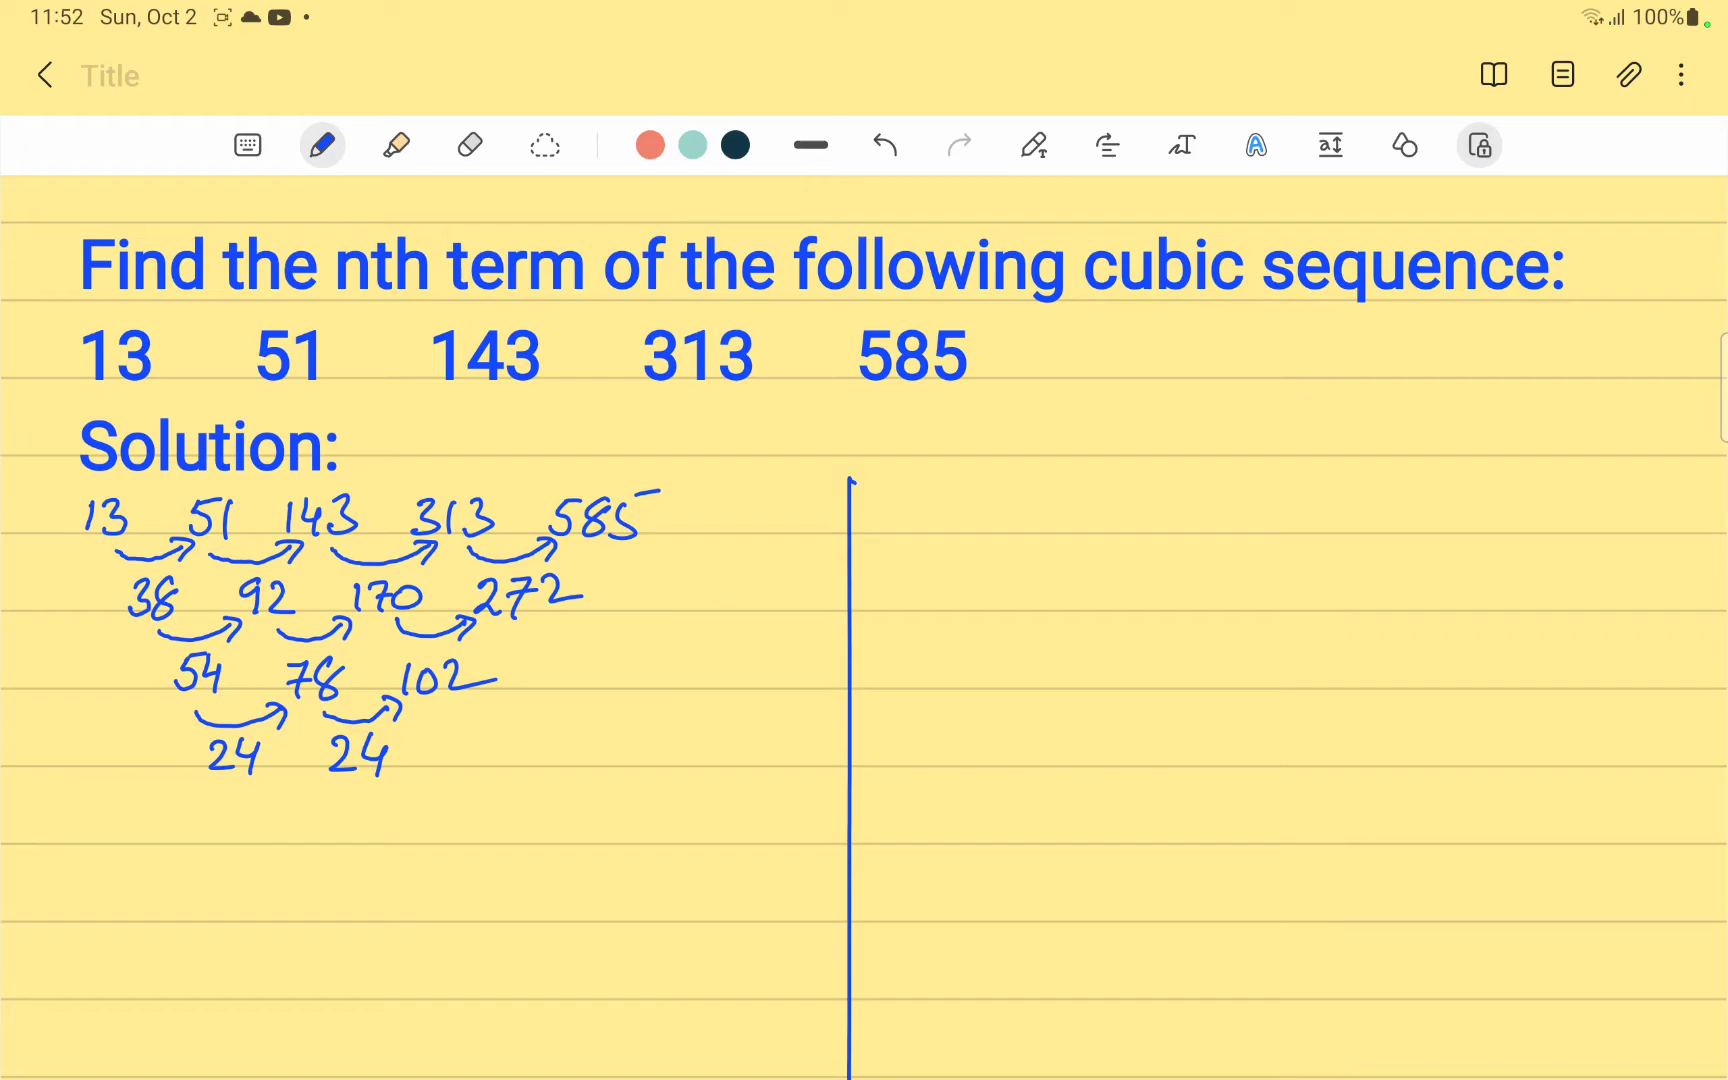 11:52 Sun, Oct 2 100%
Title
Find the nth term of the following cubic sequence:
13 51 143 313 585
Solution:
13 51 143 313 585
38 92 170 272
54 78 102
24 24